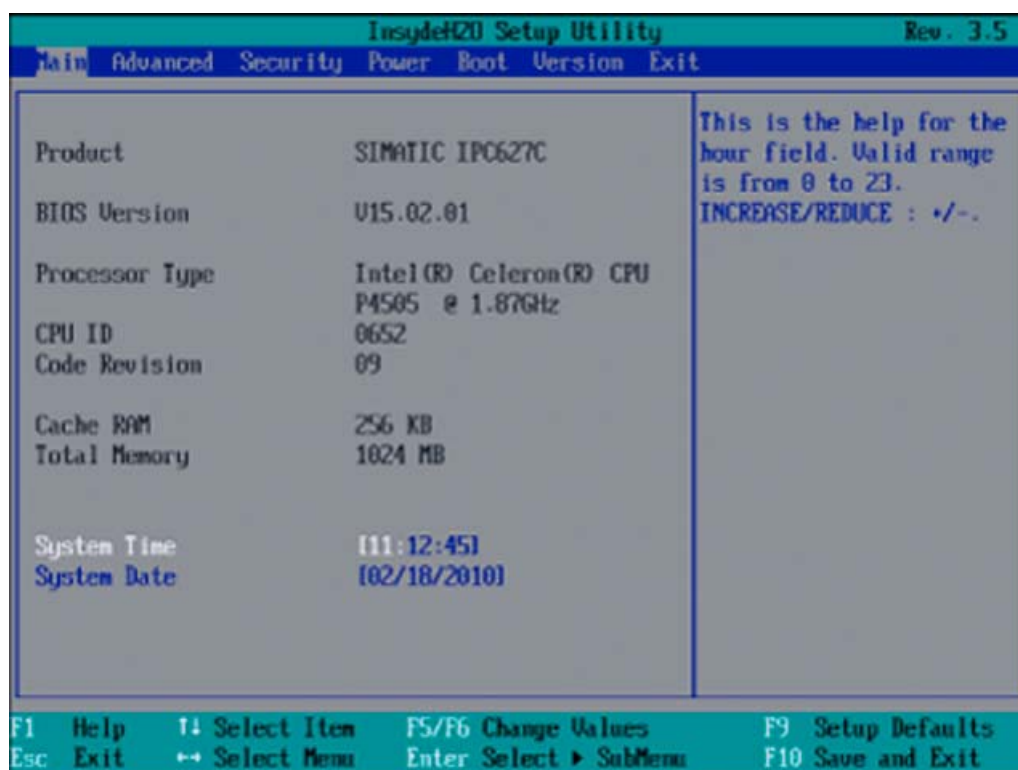 InsydeH2O Setup Utility Rev. 3.5
Main Advanced Security Power Boot Version Exit
Product SIMATIC IPC627C
BIOS Version V15.02.01
Processor Type Intel(R) Celeron(R) CPU
P4505 @ 1.87GHz
CPU ID 0652
Code Revision 09
Cache RAM 256 KB
Total Memory 1024 MB
System Time [11:12:45]
System Date [02/18/2010]
This is the help for the
hour field. Valid range
is from 0 to 23.
INCREASE/REDUCE : +/-.
F1 Help ↑↓ Select Item F5/F6 Change Values F9 Setup Defaults
Esc Exit ←→ Select Menu Enter Select ▶ SubMenu F10 Save and Exit